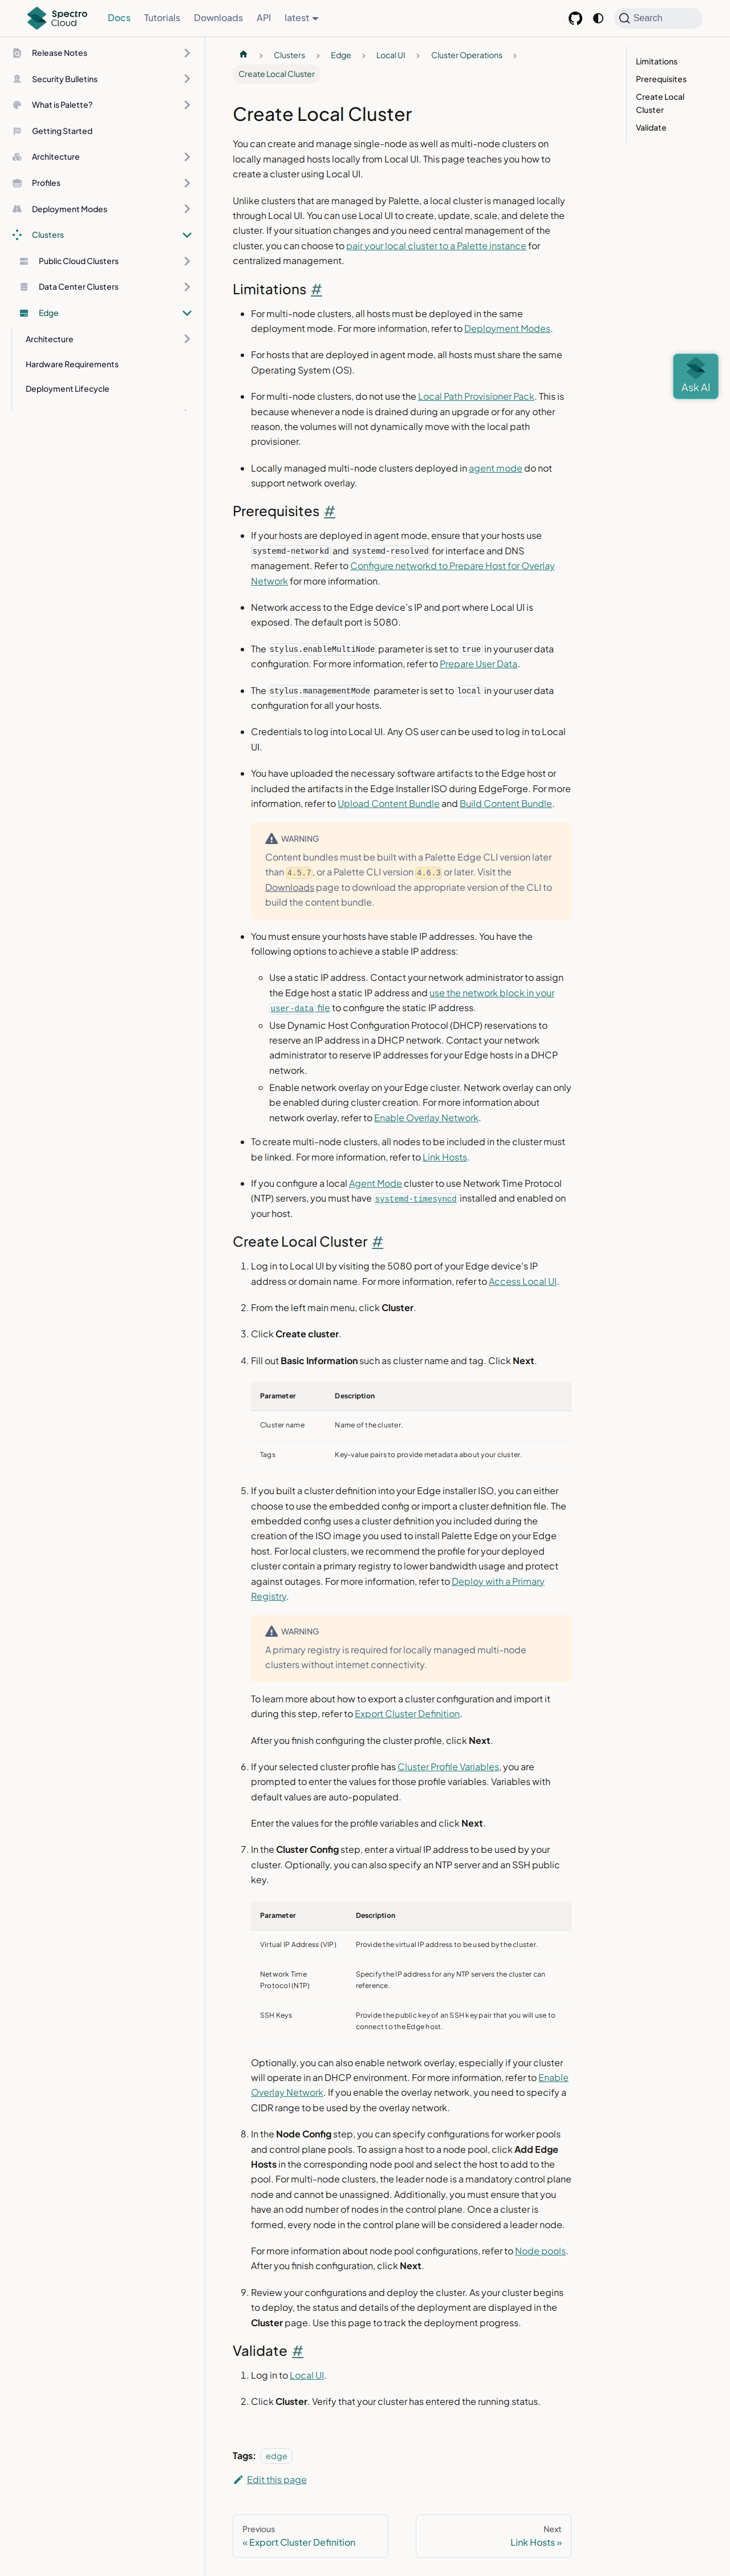 Spectro Cloud
Docs
Tutorials
Downloads
API
latest
Search
Release Notes
Security Bulletins
What is Palette?
Getting Started
Architecture
Profiles
Deployment Modes
Clusters
Public Cloud Clusters
Data Center Clusters
Edge
Architecture
Hardware Requirements
Deployment Lifecycle
Clusters
Edge
Local UI
Cluster Operations
Create Local Cluster
Limitations
Prerequisites
Create Local
Cluster
Validate
Ask AI
Create Local Cluster
You can create and manage single-node as well as multi-node clusters on
locally managed hosts locally from Local UI. This page teaches you how to
create a cluster using Local UI.
Unlike clusters that are managed by Palette, a local cluster is managed locally
through Local UI. You can use Local UI to create, update, scale, and delete the
cluster. If your situation changes and you need central management of the
cluster, you can choose to pair your local cluster to a Palette instance for
centralized management.
Limitations #
• For multi-node clusters, all hosts must be deployed in the same
deployment mode. For more information, refer to Deployment Modes.
• For hosts that are deployed in agent mode, all hosts must share the same
Operating System (OS).
• For multi-node clusters, do not use the Local Path Provisioner Pack. This is
because whenever a node is drained during an upgrade or for any other
reason, the volumes will not dynamically move with the local path
provisioner.
• Locally managed multi-node clusters deployed in agent mode do not
support network overlay.
Prerequisites #
• If your hosts are deployed in agent mode, ensure that your hosts use
systemd-networkd and systemd-resolved for interface and DNS
management. Refer to Configure networkd to Prepare Host for Overlay
Network for more information.
• Network access to the Edge device's IP and port where Local UI is
exposed. The default port is 5080.
• The stylus.enableMultiNode parameter is set to true in your user data
configuration. For more information, refer to Prepare User Data.
• The stylus.managementMode parameter is set to local in your user data
configuration for all your hosts.
• Credentials to log into Local UI. Any OS user can be used to log in to Local
UI.
• You have uploaded the necessary software artifacts to the Edge host or
included the artifacts in the Edge Installer ISO during EdgeForge. For more
information, refer to Upload Content Bundle and Build Content Bundle.
WARNING
Content bundles must be built with a Palette Edge CLI version later
than 4.5.7, or a Palette CLI version 4.6.3 or later. Visit the
Downloads page to download the appropriate version of the CLI to
build the content bundle.
• You must ensure your hosts have stable IP addresses. You have the
following options to achieve a stable IP address:
◦ Use a static IP address. Contact your network administrator to assign
the Edge host a static IP address and use the network block in your
user-data file to configure the static IP address.
◦ Use Dynamic Host Configuration Protocol (DHCP) reservations to
reserve an IP address in a DHCP network. Contact your network
administrator to reserve IP addresses for your Edge hosts in a DHCP
network.
◦ Enable network overlay on your Edge cluster. Network overlay can only
be enabled during cluster creation. For more information about
network overlay, refer to Enable Overlay Network.
• To create multi-node clusters, all nodes to be included in the cluster must
be linked. For more information, refer to Link Hosts.
• If you configure a local Agent Mode cluster to use Network Time Protocol
(NTP) servers, you must have systemd-timesyncd installed and enabled on
your host.
Create Local Cluster #
1. Log in to Local UI by visiting the 5080 port of your Edge device's IP
address or domain name. For more information, refer to Access Local UI.
2. From the left main menu, click Cluster.
3. Click Create cluster.
4. Fill out Basic Information such as cluster name and tag. Click Next.
Parameter Description
Cluster name Name of the cluster.
Tags Key-value pairs to provide metadata about your cluster.
5. If you built a cluster definition into your Edge installer ISO, you can either
choose to use the embedded config or import a cluster definition file. The
embedded config uses a cluster definition you included during the
creation of the ISO image you used to install Palette Edge on your Edge
host. For local clusters, we recommend the profile for your deployed
cluster contain a primary registry to lower bandwidth usage and protect
against outages. For more information, refer to Deploy with a Primary
Registry.
WARNING
A primary registry is required for locally managed multi-node
clusters without internet connectivity.
To learn more about how to export a cluster configuration and import it
during this step, refer to Export Cluster Definition.
After you finish configuring the cluster profile, click Next.
6. If your selected cluster profile has Cluster Profile Variables, you are
prompted to enter the values for those profile variables. Variables with
default values are auto-populated.
Enter the values for the profile variables and click Next.
7. In the Cluster Config step, enter a virtual IP address to be used by your
cluster. Optionally, you can also specify an NTP server and an SSH public
key.
Parameter Description
Virtual IP Address (VIP) Provide the virtual IP address to be used by the cluster.
Network Time Protocol (NTP) Specify the IP address for any NTP servers the cluster can reference.
SSH Keys Provide the public key of an SSH key pair that you will use to connect to the Edge host.
Optionally, you can also enable network overlay, especially if your cluster
will operate in an DHCP environment. For more information, refer to Enable
Overlay Network. If you enable the overlay network, you need to specify a
CIDR range to be used by the overlay network.
8. In the Node Config step, you can specify configurations for worker pools
and control plane pools. To assign a host to a node pool, click Add Edge
Hosts in the corresponding node pool and select the host to add to the
pool. For multi-node clusters, the leader node is a mandatory control plane
node and cannot be unassigned. Additionally, you must ensure that you
have an odd number of nodes in the control plane. Once a cluster is
formed, every node in the control plane will be considered a leader node.
For more information about node pool configurations, refer to Node pools.
After you finish configuration, click Next.
9. Review your configurations and deploy the cluster. As your cluster begins
to deploy, the status and details of the deployment are displayed in the
Cluster page. Use this page to track the deployment progress.
Validate #
1. Log in to Local UI.
2. Click Cluster. Verify that your cluster has entered the running status.
Tags: edge
Edit this page
Previous
« Export Cluster Definition
Next
Link Hosts »